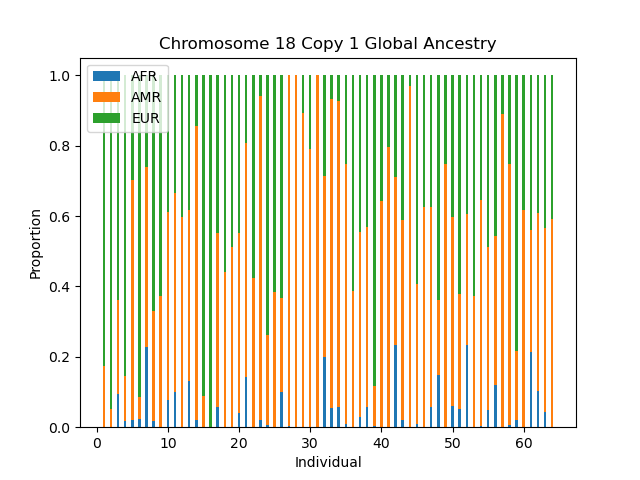 Chromosome 18 Copy 1 Global Ancestry
AFR
AMR
EUR
1.0
0.8
0.6
0.4
0.2
0.0
Proportion
0 10 20 30 40 50 60
Individual